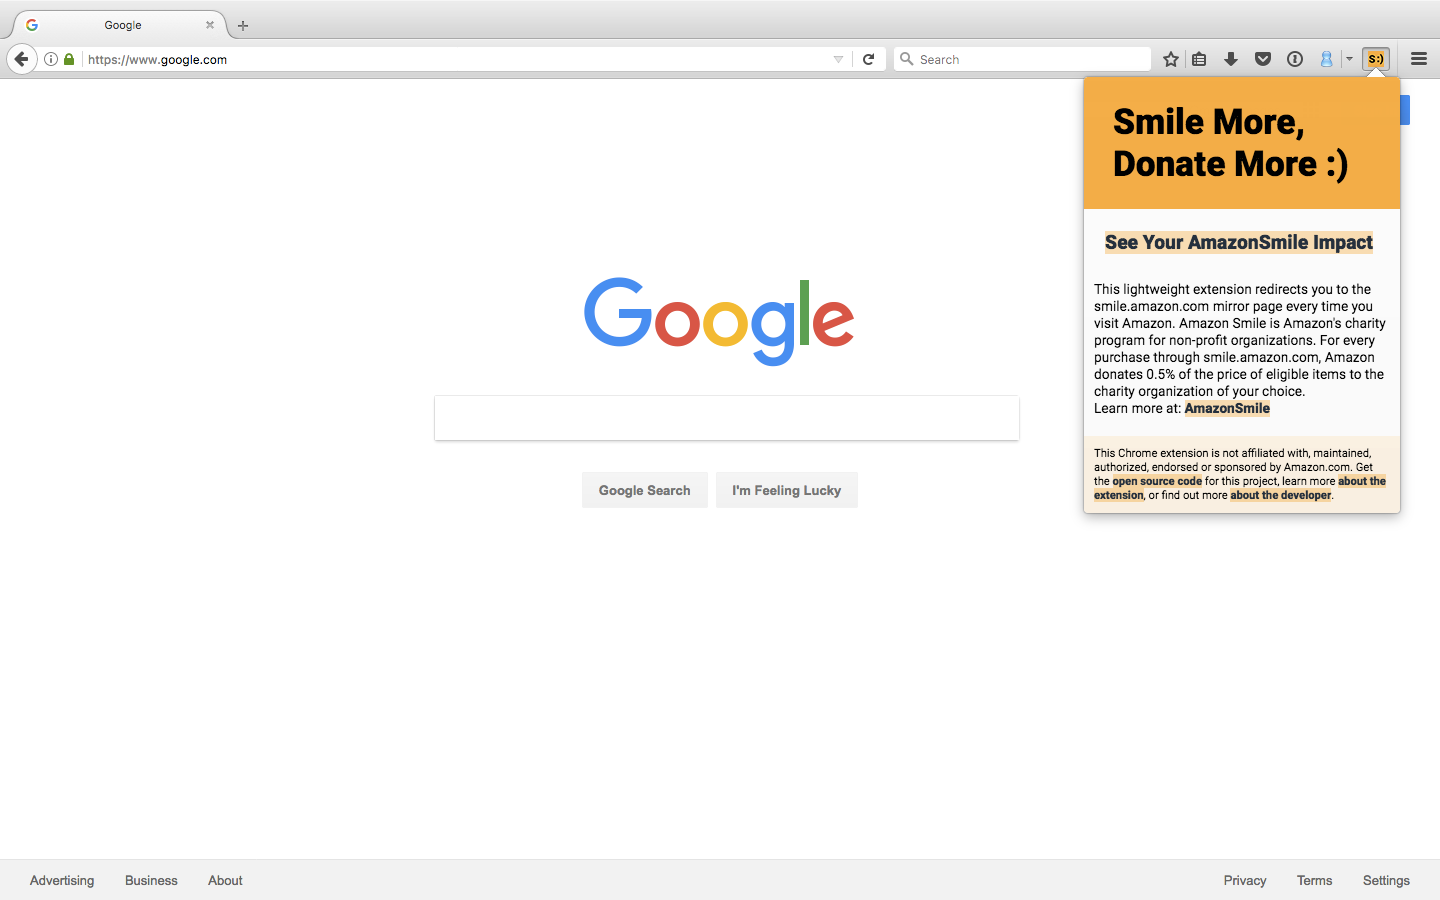 Google
https://www.google.com
Search
S:)
Smile More,
Donate More :)
See Your AmazonSmile Impact
This lightweight extension redirects you to the
smile.amazon.com mirror page every time you
visit Amazon. Amazon Smile is Amazon's charity
program for non-profit organizations. For every
purchase through smile.amazon.com, Amazon
donates 0.5% of the price of eligible items to the
charity organization of your choice.
Learn more at: AmazonSmile
This Chrome extension is not affiliated with, maintained,
authorized, endorsed or sponsored by Amazon.com. Get
the open source code for this project, learn more about the
extension, or find out more about the developer.
Google
Google Search
I'm Feeling Lucky
Advertising
Business
About
Privacy
Terms
Settings